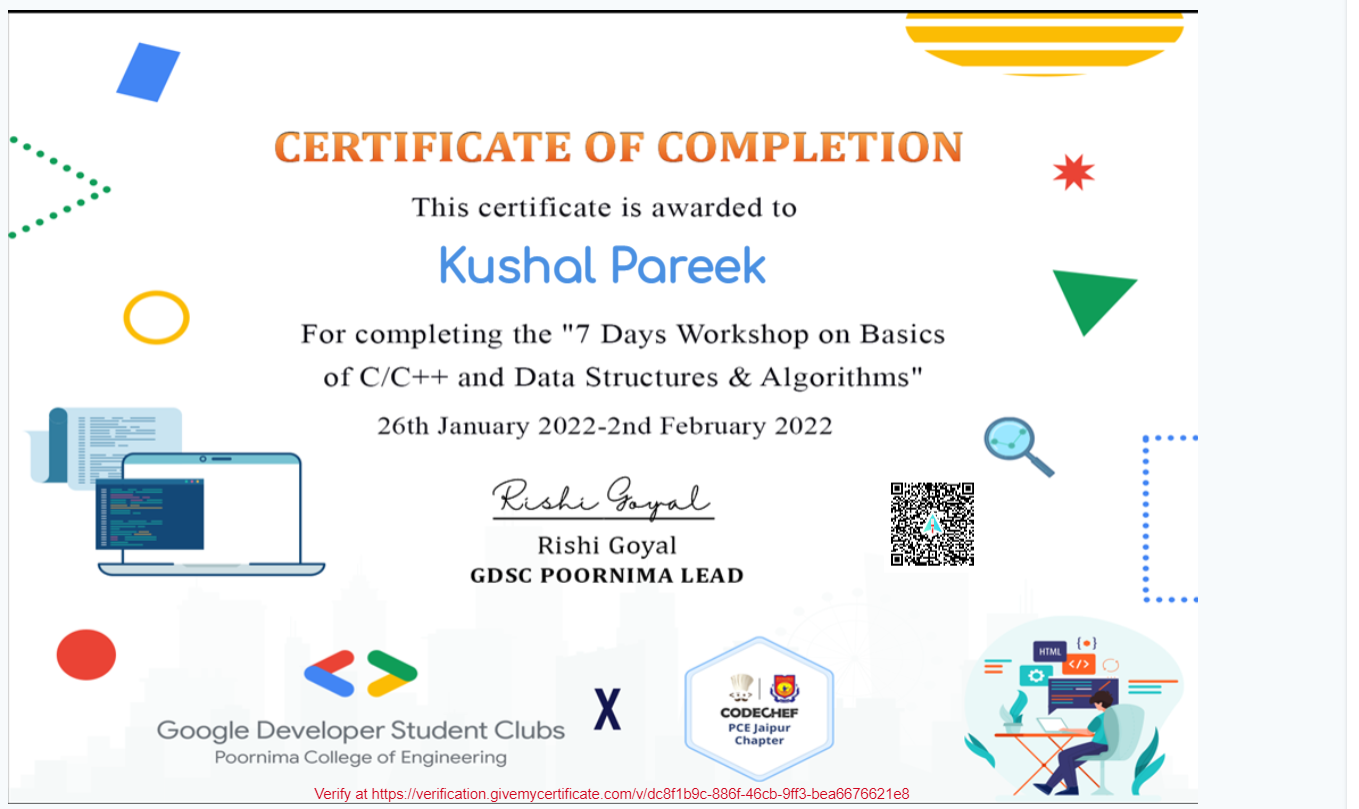 CERTIFICATE OF COMPLETION
This certificate is awarded to
Kushal Pareek
For completing the "7 Days Workshop on Basics
of C/C++ and Data Structures & Algorithms"
26th January 2022-2nd February 2022
Rishi Goyal
Rishi Goyal
GDSC POORNIMA LEAD
HTML
{•}
</>
Google Developer Student Clubs
Poornima College of Engineering
X
CODECHEF
PCE Jaipur
Chapter
Verify at https://verification.givemycertificate.com/v/dc8f1b9c-886f-46cb-9ff3-bea6676621e8